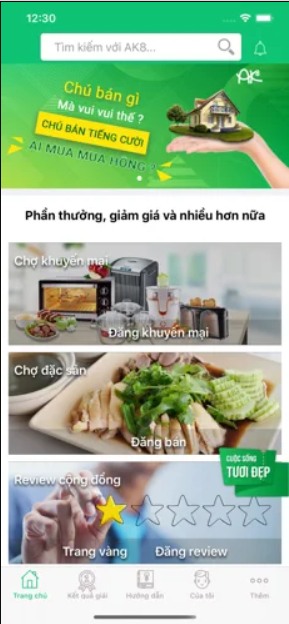 12:30
Tìm kiếm với AK8...
AK
Chú bán gì
Mà vui vui thế ?
CHÚ BÁN TIẾNG CƯỜI
AI MUA MUA HÔNG ?
Phần thưởng, giảm giá và nhiều hơn nữa
Chợ khuyến mại
Đăng khuyến mại
Chợ đặc sản
Đăng bán
CUỘC SỐNG
TƯƠI ĐẸP
Review cộng đồng
Trang vàng
Đăng review
Trang chủ
Kết quả giải
Hướng dẫn
Của tôi
Thêm